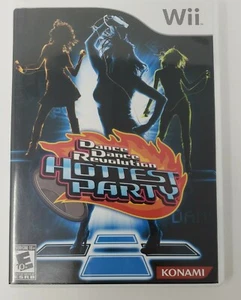 Wii
Dance
Dance
Revolution
HOTTEST
PARTY
KONAMI